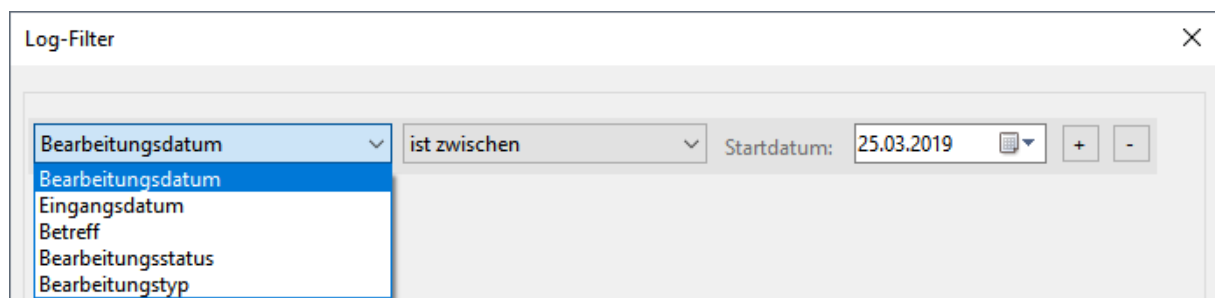 Log-Filter
Bearbeitungsdatum ist zwischen Startdatum: 25.03.2019 + -
Bearbeitungsdatum
Eingangsdatum
Betreff
Bearbeitungsstatus
Bearbeitungstyp